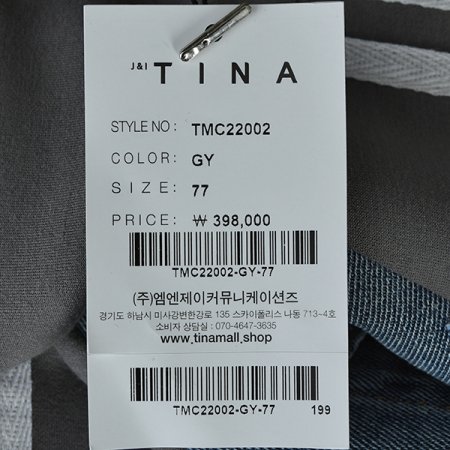 J&I TINA
STYLE NO: TMC22002
COLOR: GY
SIZE: 77
PRICE: ₩ 398,000
TMC22002-GY-77
(주)엠엔제이커뮤니케이션즈
경기도 하남시 미사강변한강로 135 스카이폴리스 나동 713-4호
소비자 상담실 : 070-4647-3635
www.tinamall.shop
TMC22002-GY-77 199